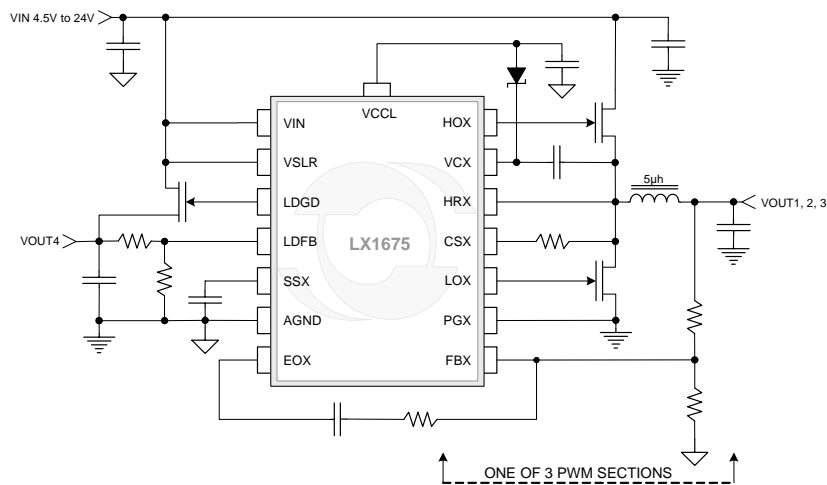 VIN 4.5V to 24V
VCCL
VIN
HOX
VSLR
VCX
LDGD
HRX
5µh
VOUT1, 2, 3
VOUT4
LDFB
LX1675
CSX
SSX
LOX
AGND
PGX
EOX
FBX
ONE OF 3 PWM SECTIONS